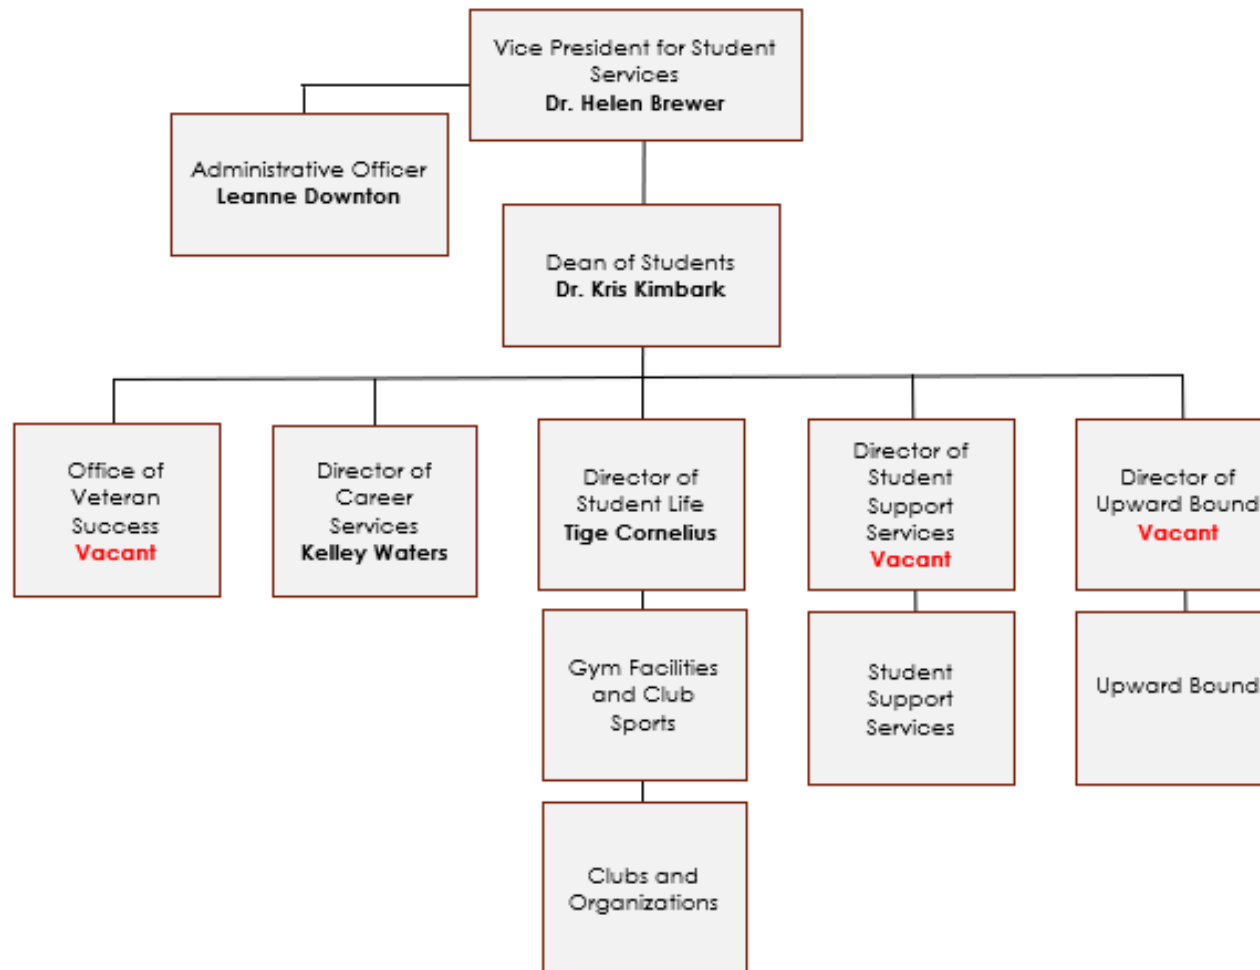 Vice President for Student
Services
Dr. Helen Brewer
Administrative Officer
Leanne Downton
Dean of Students
Dr. Kris Kimbark
Office of
Veteran
Success
Vacant
Director of
Career
Services
Kelley Waters
Director of
Student Life
Tige Cornelius
Director of
Student
Support
Services
Vacant
Director of
Upward Bound
Vacant
Gym Facilities
and Club
Sports
Student
Support
Services
Upward Bound
Clubs and
Organizations